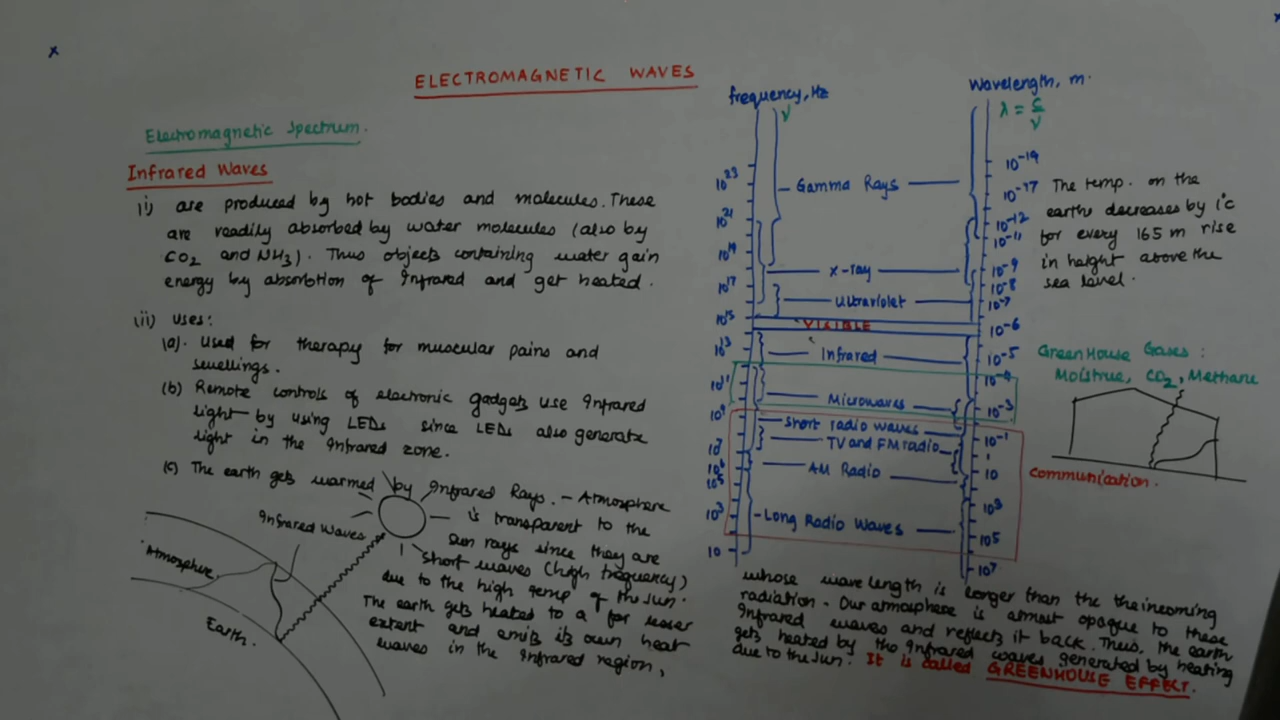 ELECTROMAGNETIC WAVES
Electromagnetic Spectrum.
Infrared Waves
(i) are produced by hot bodies and molecules. These
are readily absorbed by water molecules (also by
CO2 and NH3). Thus objects containing water gain
energy by absorbtion of Infrared and get heated.
(ii) Uses:
(a). Used for therapy for muscular pains and
swellings.
(b) Remote controls of electronic gadgets use Infrared
light by using LEDs since LEDs also generate
light in the Infrared zone.
(c) The earth gets warmed by Infrared Rays. – Atmosphere
is transparent to the
sun rays since they are
short waves (high frequency)
due to the high temp of the sun.
The earth gets heated to a far lesser
extent and emits its own heat
waves in the Infrared region,
Infrared Waves
Atmosphere
Earth.
frequency, Hz
ν
Wavelength, m.
λ = c/ν
10^23
10^21
10^19
10^17
10^15
10^13
10^11
10^9
10^7
10^6
10^5
10^3
10
Gamma Rays
X-ray
Ultraviolet
VISIBLE
Infrared
Microwaves
Short radio waves
TV and FM radio
AM Radio
Long Radio Waves
10^-19
10^-17
10^-12
10^-11
10^-9
10^-8
10^-7
10^-6
10^-5
10^-4
10^-3
10^-1
1
10
10^3
10^5
10^7
The temp. on the
earth decreases by 1°C
for every 165 m rise
in height above the
sea level.
GreenHouse Gases:
Moistrue, CO2, Methane
Communication.
whose wave length is longer than the the incoming
radiation. Our atmosphere is almost opaque to these
Infrared waves and reflects it back. Thus, the earth
gets heated by the Infrared waves generated by heating
due to the sun. It is called GREENHOUSE EFFECT.